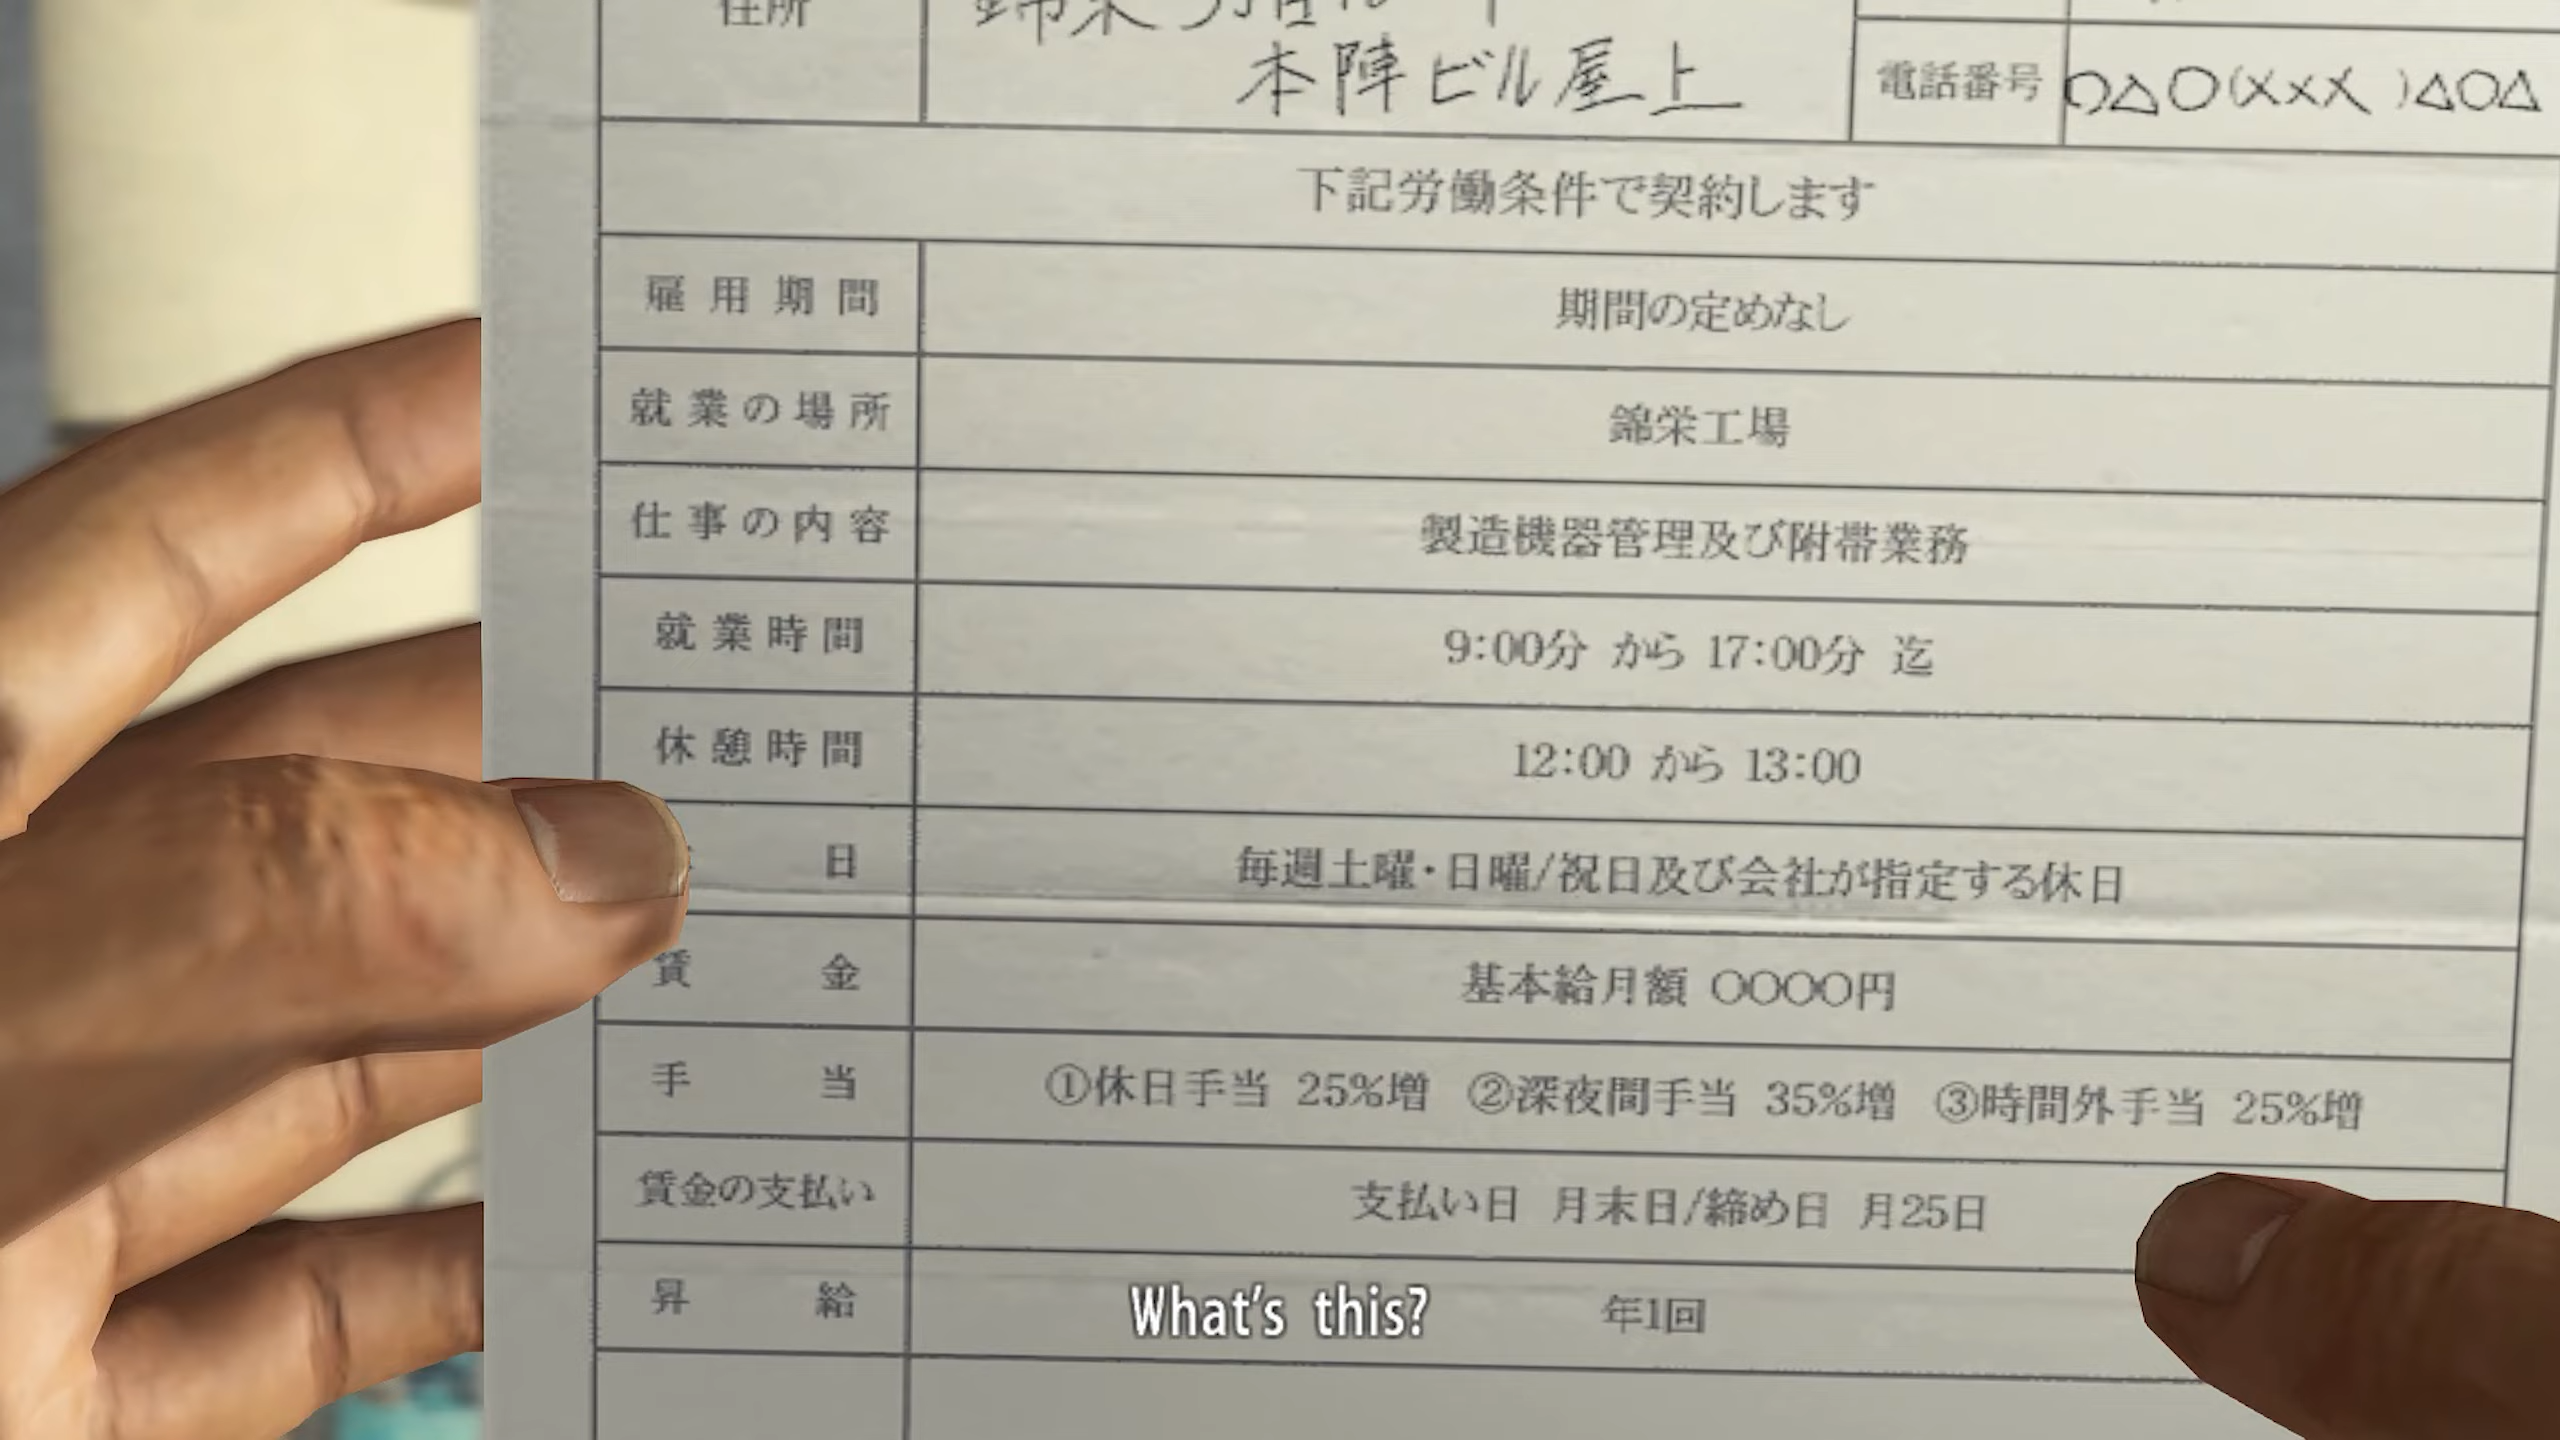 住所
本陣ビル屋上
電話番号 ○△○(XXX)△○△
下記労働条件で契約します
雇用期間 期間の定めなし
就業の場所 錦栄工場
仕事の内容 製造機器管理及び附帯業務
就業時間 9:00分 から 17:00分 迄
休憩時間 12:00 から 13:00
日 毎週土曜・日曜/祝日及び会社が指定する休日
賃金 基本給月額 ○○○○円
手当 ①休日手当 25%増 ②深夜間手当 35%増 ③時間外手当 25%増
賃金の支払い 支払い日 月末日/締め日 月25日
昇給 年1回
What's this?